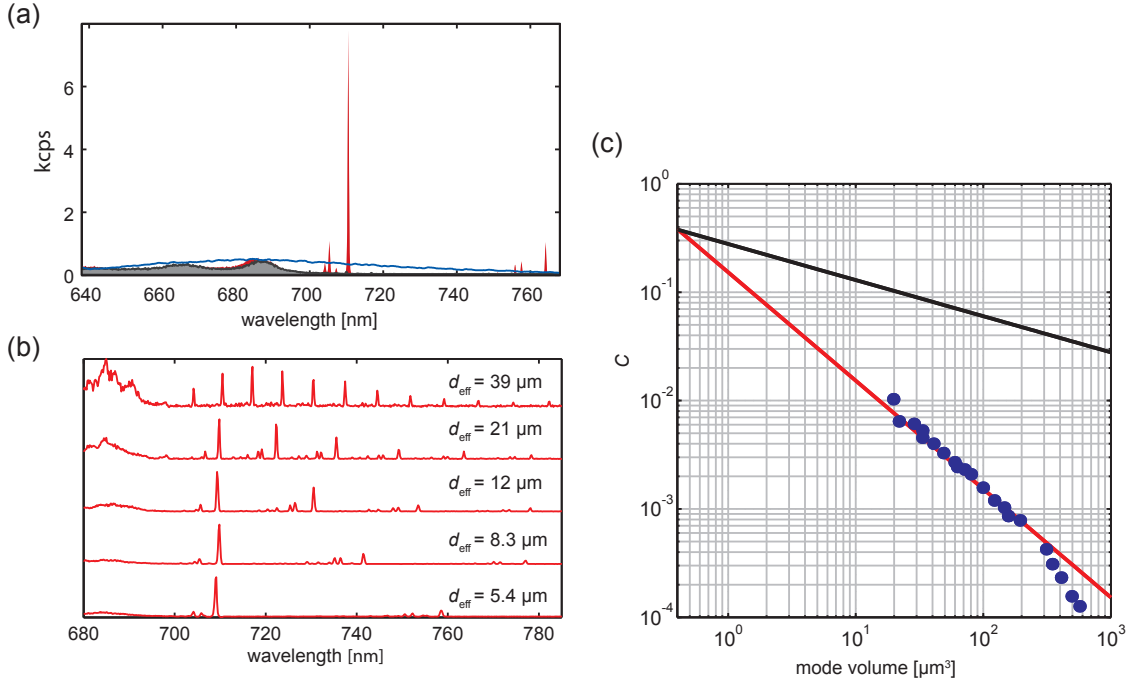 (a)
6
4
2
0
kcps
640
660
680
700
720
740
760
wavelength [nm]
(b)
d_eff = 39 µm
d_eff = 21 µm
d_eff = 12 µm
d_eff = 8.3 µm
d_eff = 5.4 µm
680
700
720
740
760
780
wavelength [nm]
(c)
10^0
10^-1
10^-2
10^-3
10^-4
C
10^0
10^1
10^2
10^3
mode volume [µm³]